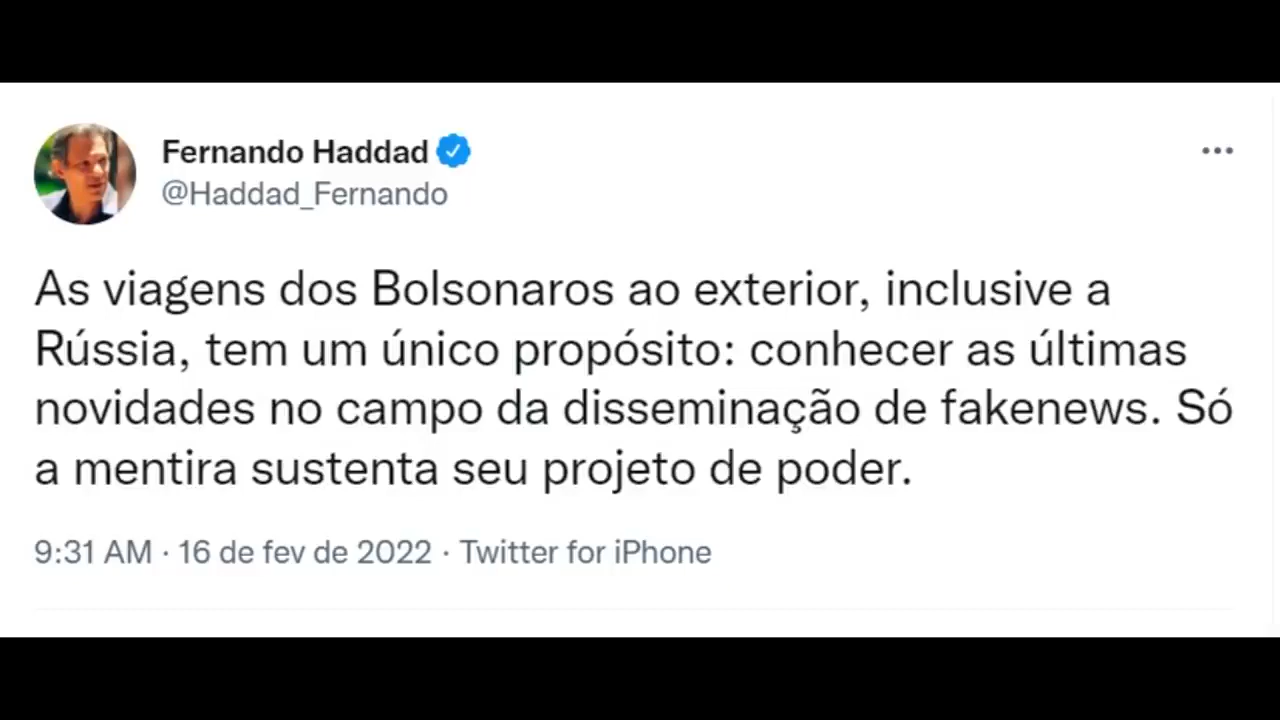 Fernando Haddad
@Haddad_Fernando
As viagens dos Bolsonaros ao exterior, inclusive a
Rússia, tem um único propósito: conhecer as últimas
novidades no campo da disseminação de fakenews. Só
a mentira sustenta seu projeto de poder.
9:31 AM · 16 de fev de 2022 · Twitter for iPhone